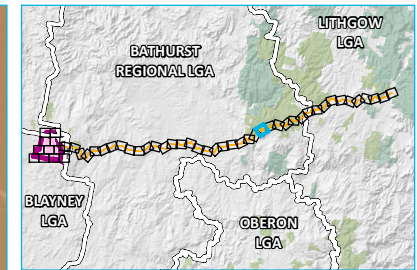 LITHGOW
LGA
BATHURST
REGIONAL LGA
BLAYNEY
LGA
OBERON
LGA